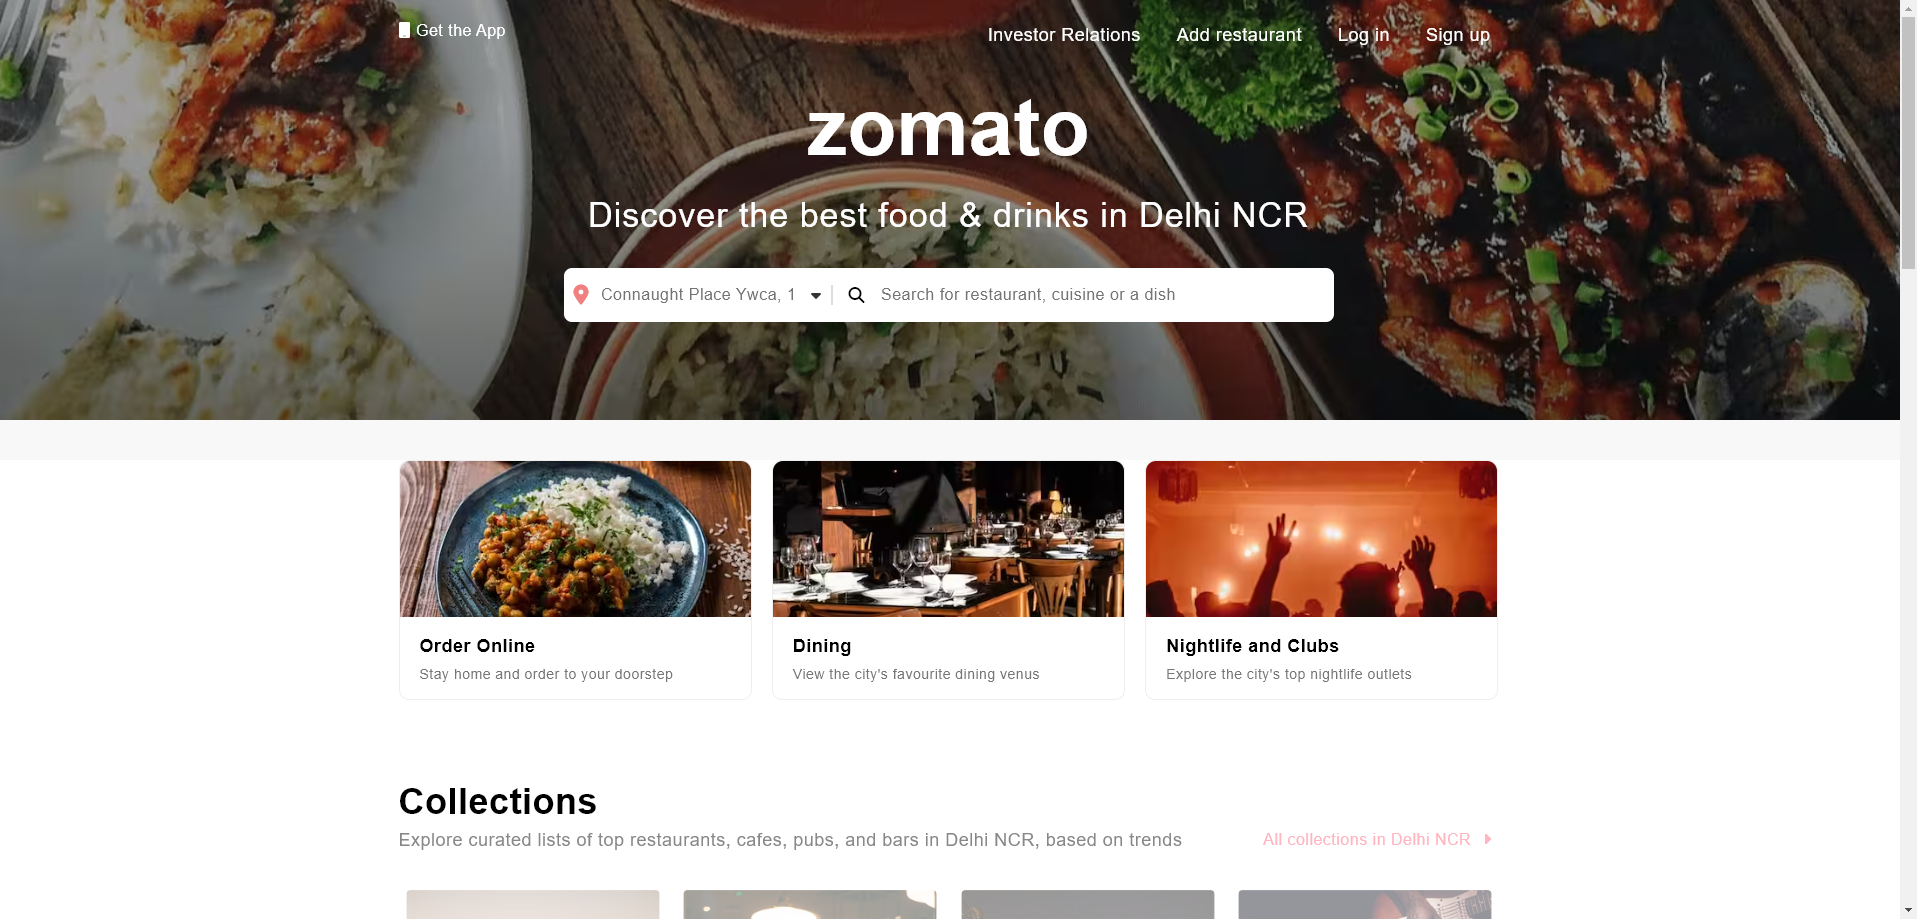 Get the App
Investor Relations
Add restaurant
Log in
Sign up
zomato
Discover the best food & drinks in Delhi NCR
Connaught Place Ywca, 1
Search for restaurant, cuisine or a dish
Order Online
Stay home and order to your doorstep
Dining
View the city's favourite dining venus
Nightlife and Clubs
Explore the city's top nightlife outlets
Collections
Explore curated lists of top restaurants, cafes, pubs, and bars in Delhi NCR, based on trends
All collections in Delhi NCR